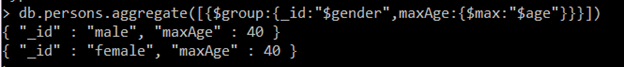 > db.persons.aggregate([{$group:{_id:"$gender",maxAge:{$max:"$age"}}}])
{ "_id" : "male", "maxAge" : 40 }
{ "_id" : "female", "maxAge" : 40 }